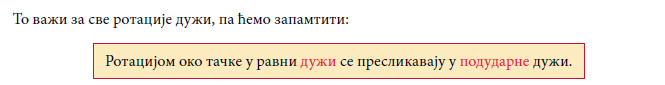 То важи за све ротације дужи, па ћемо запамтити:
Ротацијом око тачке у равни дужи се пресликавају у подударне дужи.